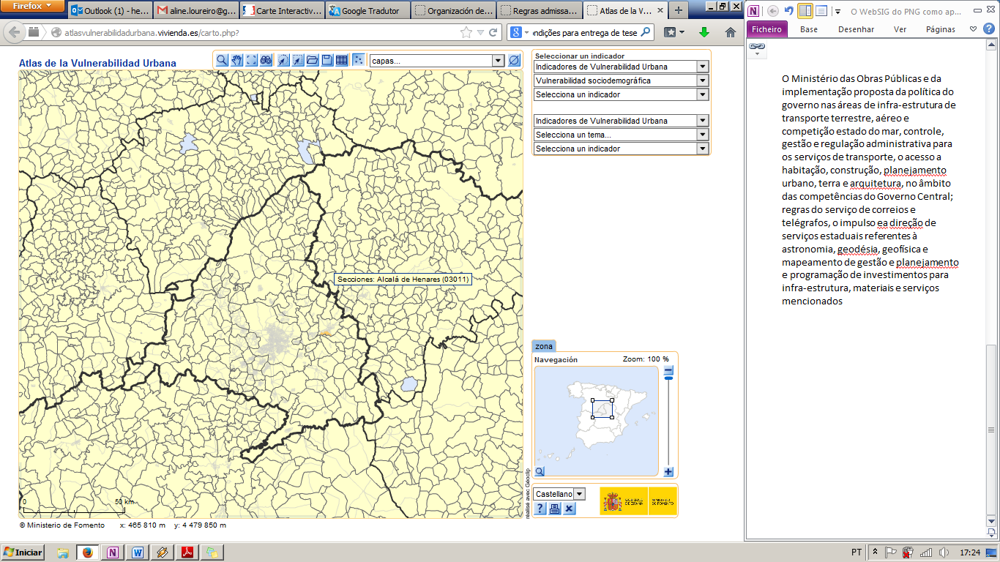 Firefox
Outlook (1) - he...
aline.loureiro@g...
Carte Interactiv...
Google Tradutor
Organización de...
Regras admissa...
Atlas de la V...
atlasvulnerabilidadurbana.vivienda.es/carto.php?
ondições para entrega de tese
Atlas de la Vulnerabilidad Urbana
capas...
Seleccionar un indicador
Indicadores de Vulnerabilidad Urbana
Vulnerabilidad sociodemográfica
Selecciona un indicador
Indicadores de Vulnerabilidad Urbana
Selecciona un tema...
Selecciona un indicador
Secciones: Alcalá de Henares (03011)
zona
Navegación
Zoom: 100 %
réalisé avec Géoclip
Castellano
GOBIERNO DE ESPAÑA
MINISTERIO DE FOMENTO
0
50 km
© Ministerio de Fomento x: 465 810 m y: 4 479 850 m
O WebSIG do PNG como ap...
Ficheiro
Base
Desenhar
Ver
Páginas
O Ministério das Obras Públicas e da
implementação proposta da política do
governo nas áreas de infra-estrutura de
transporte terrestre, aéreo e
competição estado do mar, controle,
gestão e regulação administrativa para
os serviços de transporte, o acesso a
habitação, construção, planejamento
urbano, terra e arquitetura, no âmbito
das competências do Governo Central;
regras do serviço de correios e
telégrafos, o impulso ea direção de
serviços estaduais referentes à
astronomia, geodésia, geofísica e
mapeamento de gestão e planejamento
e programação de investimentos para
infra-estrutura, materiais e serviços
mencionados
Iniciar
PT
17:24